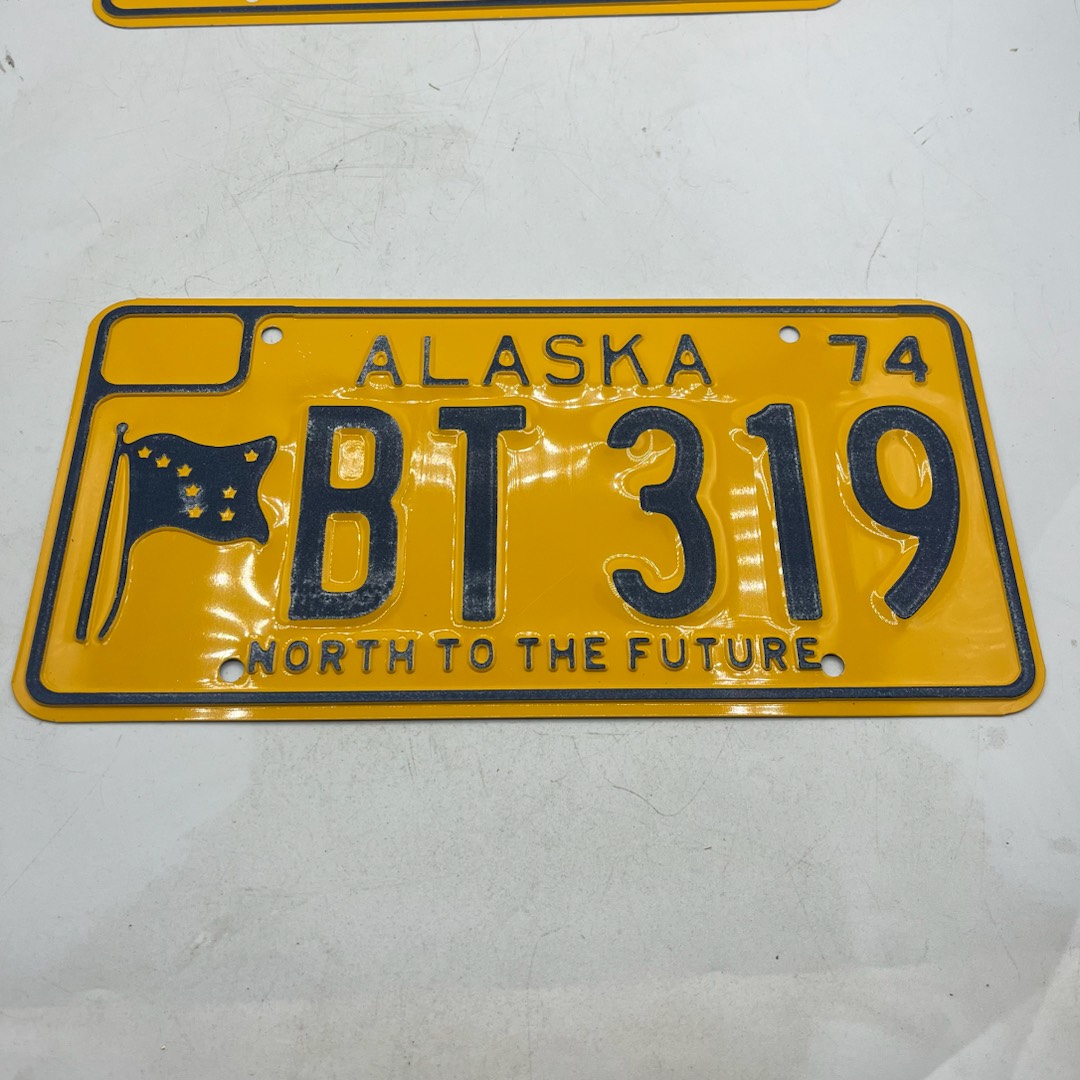 ALASKA 74
BT 319
NORTH TO THE FUTURE